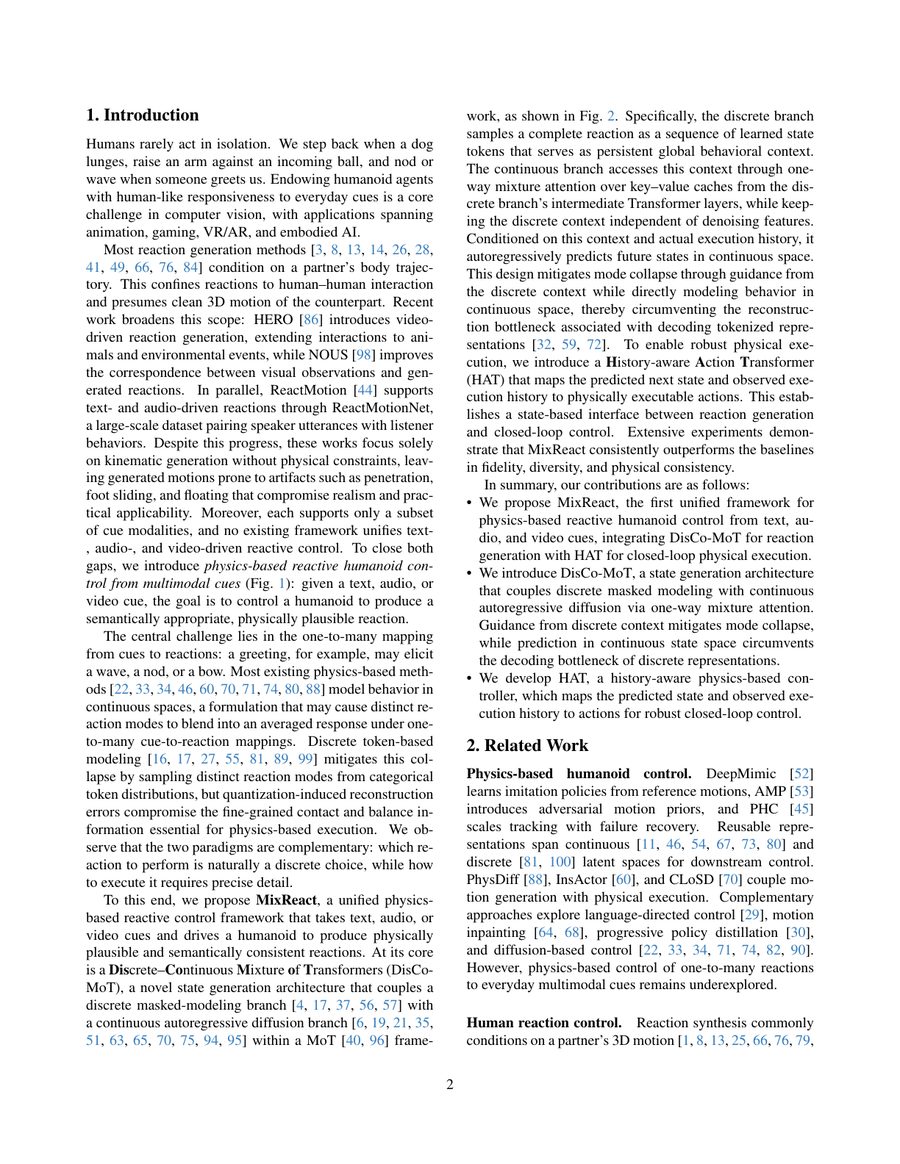 1. Introduction
Humans rarely act in isolation. We step back when a dog
lunges, raise an arm against an incoming ball, and nod or
wave when someone greets us. Endowing humanoid agents
with human-like responsiveness to everyday cues is a core
challenge in computer vision, with applications spanning
animation, gaming, VR/AR, and embodied AI.
Most reaction generation methods [3, 8, 13, 14, 26, 28,
41, 49, 66, 76, 84] condition on a partner's body trajec-
tory. This confines reactions to human–human interaction
and presumes clean 3D motion of the counterpart. Recent
work broadens this scope: HERO [86] introduces video-
driven reaction generation, extending interactions to ani-
mals and environmental events, while NOUS [98] improves
the correspondence between visual observations and gen-
erated reactions. In parallel, ReactMotion [44] supports
text- and audio-driven reactions through ReactMotionNet,
a large-scale dataset pairing speaker utterances with listener
behaviors. Despite this progress, these works focus solely
on kinematic generation without physical constraints, leav-
ing generated motions prone to artifacts such as penetration,
foot sliding, and floating that compromise realism and prac-
tical applicability. Moreover, each supports only a subset
of cue modalities, and no existing framework unifies text-
, audio-, and video-driven reactive control. To close both
gaps, we introduce physics-based reactive humanoid con-
trol from multimodal cues (Fig. 1): given a text, audio, or
video cue, the goal is to control a humanoid to produce a
semantically appropriate, physically plausible reaction.
The central challenge lies in the one-to-many mapping
from cues to reactions: a greeting, for example, may elicit
a wave, a nod, or a bow. Most existing physics-based meth-
ods [22, 33, 34, 46, 60, 70, 71, 74, 80, 88] model behavior in
continuous spaces, a formulation that may cause distinct re-
action modes to blend into an averaged response under one-
to-many cue-to-reaction mappings. Discrete token-based
modeling [16, 17, 27, 55, 81, 89, 99] mitigates this col-
lapse by sampling distinct reaction modes from categorical
token distributions, but quantization-induced reconstruction
errors compromise the fine-grained contact and balance in-
formation essential for physics-based execution. We ob-
serve that the two paradigms are complementary: which re-
action to perform is naturally a discrete choice, while how
to execute it requires precise detail.
To this end, we propose MixReact, a unified physics-
based reactive control framework that takes text, audio, or
video cues and drives a humanoid to produce physically
plausible and semantically consistent reactions. At its core
is a Discrete–Continuous Mixture of Transformers (DisCo-
MoT), a novel state generation architecture that couples a
discrete masked-modeling branch [4, 17, 37, 56, 57] with
a continuous autoregressive diffusion branch [6, 19, 21, 35,
51, 63, 65, 70, 75, 94, 95] within a MoT [40, 96] frame-
work, as shown in Fig. 2. Specifically, the discrete branch
samples a complete reaction as a sequence of learned state
tokens that serves as persistent global behavioral context.
The continuous branch accesses this context through one-
way mixture attention over key–value caches from the dis-
crete branch's intermediate Transformer layers, while keep-
ing the discrete context independent of denoising features.
Conditioned on this context and actual execution history, it
autoregressively predicts future states in continuous space.
This design mitigates mode collapse through guidance from
the discrete context while directly modeling behavior in
continuous space, thereby circumventing the reconstruc-
tion bottleneck associated with decoding tokenized repre-
sentations [32, 59, 72]. To enable robust physical exe-
cution, we introduce a History-aware Action Transformer
(HAT) that maps the predicted next state and observed exe-
cution history to physically executable actions. This estab-
lishes a state-based interface between reaction generation
and closed-loop control. Extensive experiments demon-
strate that MixReact consistently outperforms the baselines
in fidelity, diversity, and physical consistency.
In summary, our contributions are as follows:
• We propose MixReact, the first unified framework for
physics-based reactive humanoid control from text, au-
dio, and video cues, integrating DisCo-MoT for reaction
generation with HAT for closed-loop physical execution.
• We introduce DisCo-MoT, a state generation architecture
that couples discrete masked modeling with continuous
autoregressive diffusion via one-way mixture attention.
Guidance from discrete context mitigates mode collapse,
while prediction in continuous state space circumvents
the decoding bottleneck of discrete representations.
• We develop HAT, a history-aware physics-based con-
troller, which maps the predicted state and observed exe-
cution history to actions for robust closed-loop control.
2. Related Work
Physics-based humanoid control. DeepMimic [52]
learns imitation policies from reference motions, AMP [53]
introduces adversarial motion priors, and PHC [45]
scales tracking with failure recovery. Reusable repre-
sentations span continuous [11, 46, 54, 67, 73, 80] and
discrete [81, 100] latent spaces for downstream control.
PhysDiff [88], InsActor [60], and CLoSD [70] couple mo-
tion generation with physical execution. Complementary
approaches explore language-directed control [29], motion
inpainting [64, 68], progressive policy distillation [30],
and diffusion-based control [22, 33, 34, 71, 74, 82, 90].
However, physics-based control of one-to-many reactions
to everyday multimodal cues remains underexplored.
Human reaction control. Reaction synthesis commonly
conditions on a partner's 3D motion [1, 8, 13, 25, 66, 76, 79,
2